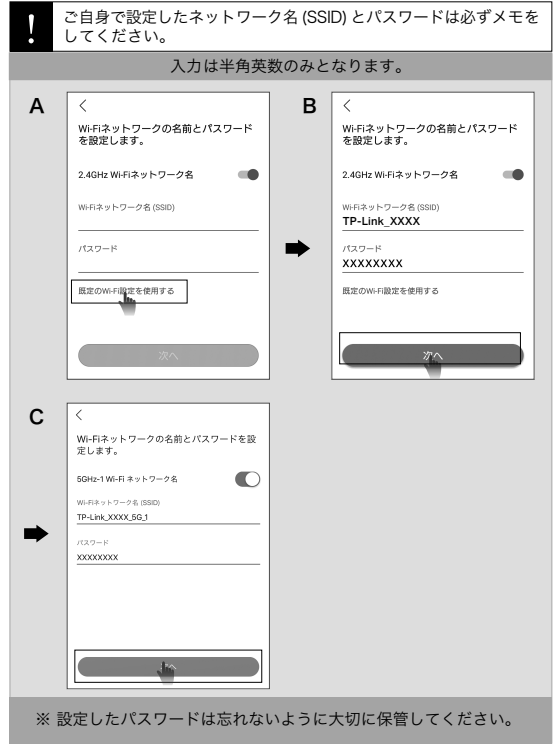 !
ご自身で設定したネットワーク名 (SSID) とパスワードは必ずメモを
してください。
入力は半角英数のみとなります。
A
Wi-Fiネットワークの名前とパスワード
を設定します。
2.4GHz Wi-Fiネットワーク名
Wi-Fiネットワーク名 (SSID)
パスワード
既定のWi-Fi設定を使用する
次へ
B
Wi-Fiネットワークの名前とパスワード
を設定します。
2.4GHz Wi-Fiネットワーク名
Wi-Fiネットワーク名 (SSID)
TP-Link_XXXX
パスワード
XXXXXXXX
既定のWi-Fi設定を使用する
次へ
C
Wi-Fiネットワークの名前とパスワードを設
定します。
5GHz-1 Wi-Fi ネットワーク名
Wi-Fiネットワーク名 (SSID)
TP-Link_XXXX_5G_1
パスワード
XXXXXXXX
※ 設定したパスワードは忘れないように大切に保管してください。